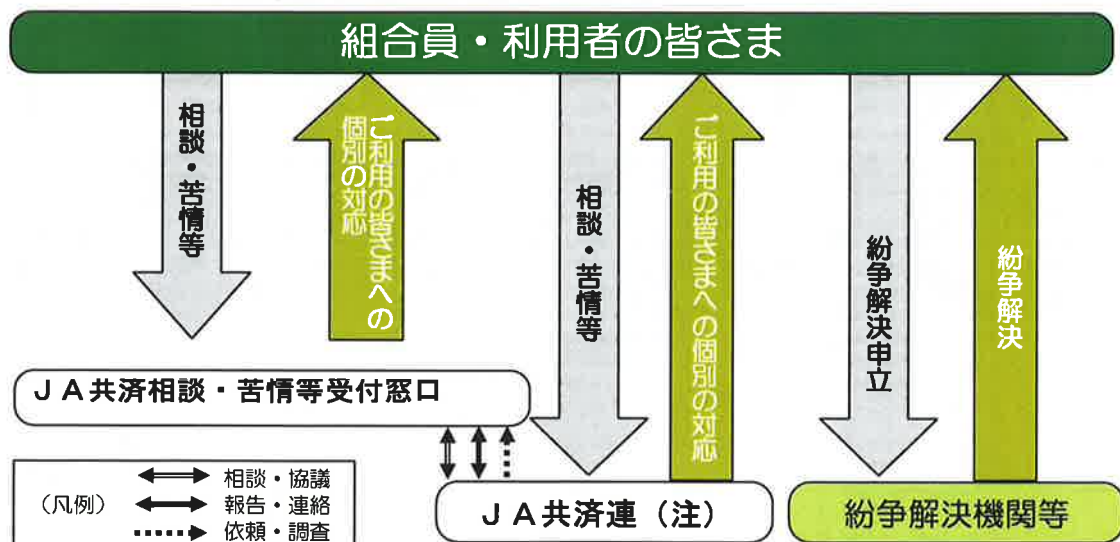 組合員・利用者の皆さま
相談・苦情等
ご利用の皆さまへの
個別の対応
相談・苦情等
ご利用の皆さまへの個別の対応
紛争解決申立
紛争解決
ＪＡ共済相談・苦情等受付窓口
(凡例)
相談・協議
報告・連絡
依頼・調査
ＪＡ共済連（注）
紛争解決機関等